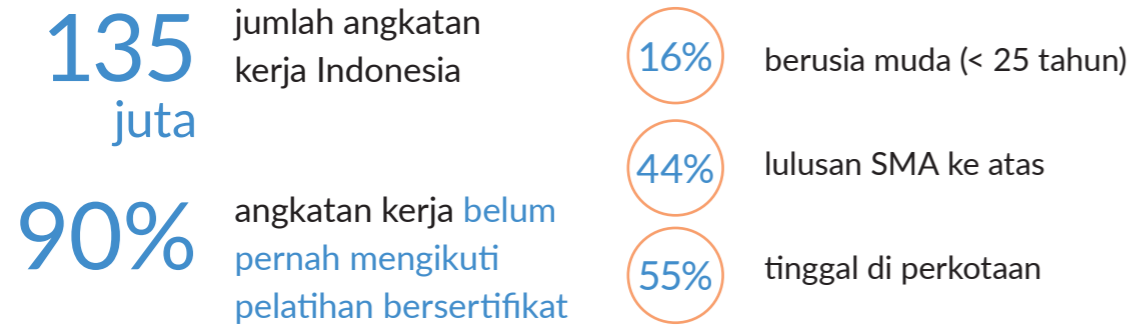 135
juta
jumlah angkatan
kerja Indonesia
90%
angkatan kerja belum
pernah mengikuti
pelatihan bersertifikat
16%
berusia muda (< 25 tahun)
44%
lulusan SMA ke atas
55%
tinggal di perkotaan